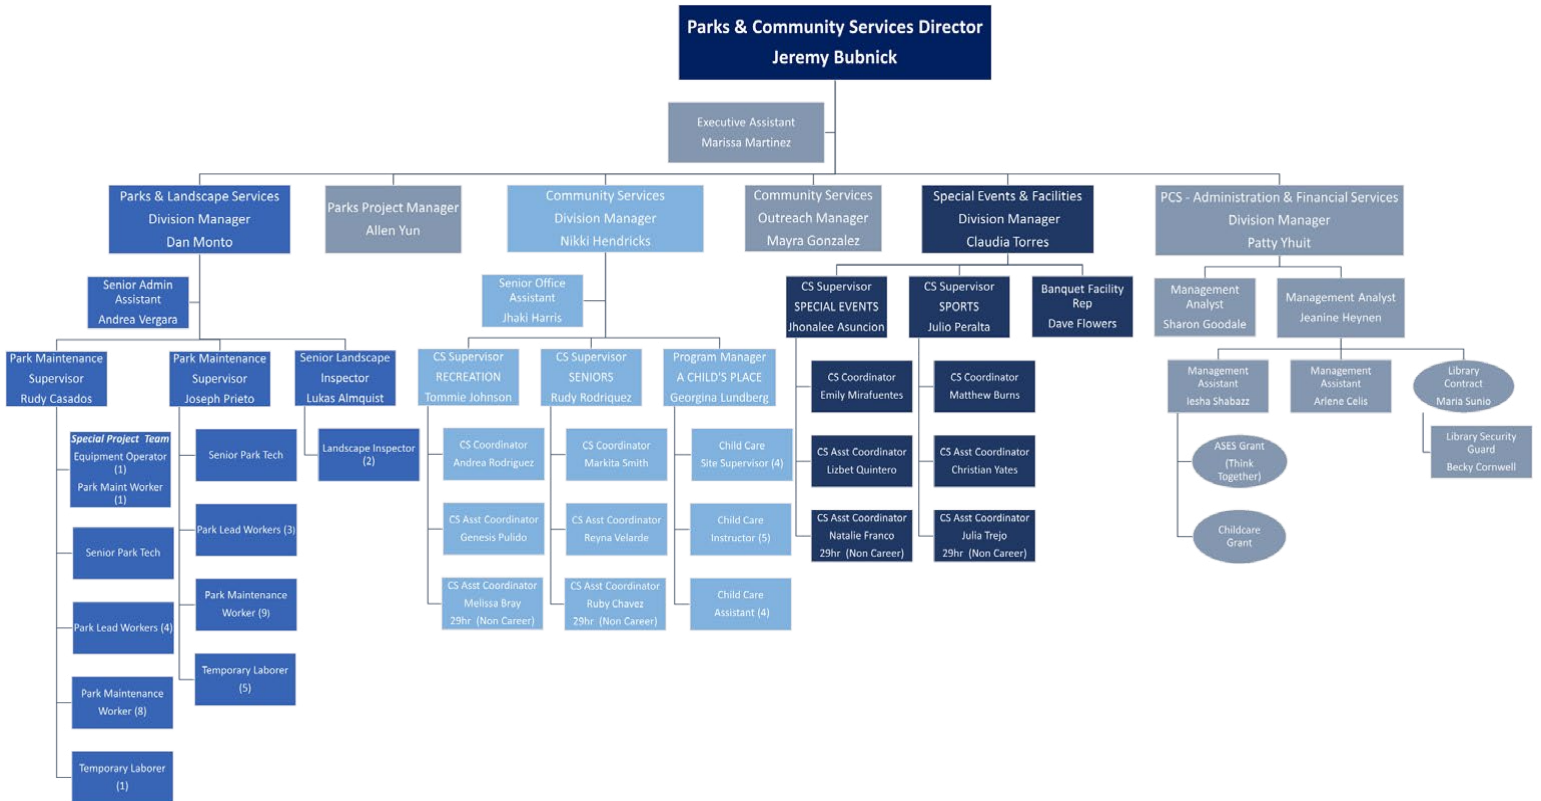 Parks & Community Services Director
Jeremy Bubnick
Executive Assistant
Marissa Martinez
Parks & Landscape Services
Division Manager
Dan Monto
Parks Project Manager
Allen Yun
Community Services
Division Manager
Nikki Hendricks
Community Services
Outreach Manager
Mayra Gonzalez
Special Events & Facilities
Division Manager
Claudia Torres
PCS - Administration & Financial Services
Division Manager
Patty Yhuit
Senior Admin
Assistant
Andrea Vergara
Senior Office
Assistant
Jhaki Harris
CS Supervisor
SPECIAL EVENTS
Jhonalee Asuncion
CS Supervisor
SPORTS
Julio Peralta
Banquet Facility
Rep
Dave Flowers
Management
Analyst
Sharon Goodale
Management Analyst
Jeanine Heynen
Park Maintenance
Supervisor
Rudy Casados
Park Maintenance
Supervisor
Joseph Prieto
Senior Landscape
Inspector
Lukas Almquist
CS Supervisor
RECREATION
Tommie Johnson
CS Supervisor
SENIORS
Rudy Rodriquez
Program Manager
A CHILD'S PLACE
Georgina Lundberg
CS Coordinator
Emily Mirafuentes
CS Coordinator
Matthew Burns
Management
Assistant
Iesha Shabazz
Management
Assistant
Arlene Celis
Library
Contract
Maria Sunio
Special Project Team
Equipment Operator
(1)
Park Maint Worker
(1)
Senior Park Tech
Landscape Inspector
(2)
CS Coordinator
Andrea Rodriguez
CS Coordinator
Markita Smith
Child Care
Site Supervisor (4)
CS Asst Coordinator
Lizbet Quintero
CS Asst Coordinator
Christian Yates
ASES Grant
(Think
Together)
Library Security
Guard
Becky Cornwell
Senior Park Tech
Park Lead Workers (3)
CS Asst Coordinator
Genesis Pulido
CS Asst Coordinator
Reyna Velarde
Child Care
Instructor (5)
CS Asst Coordinator
Natalie Franco
29hr (Non Career)
CS Asst Coordinator
Julia Trejo
29hr (Non Career)
Childcare
Grant
Park Lead Workers (4)
Park Maintenance
Worker (9)
CS Asst Coordinator
Melissa Bray
29hr (Non Career)
CS Asst Coordinator
Ruby Chavez
29hr (Non Career)
Child Care
Assistant (4)
Park Maintenance
Worker (8)
Temporary Laborer
(5)
Temporary Laborer
(1)